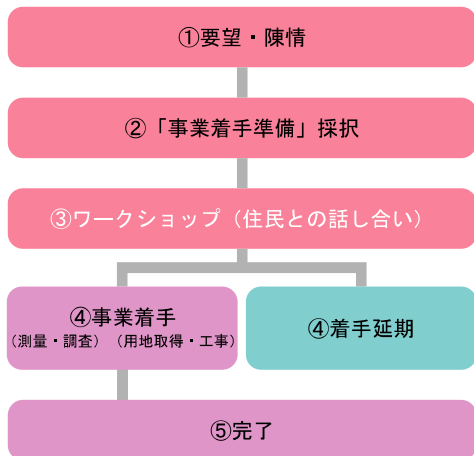 ①要望・陳情
②「事業着手準備」採択
③ワークショップ（住民との話し合い）
④事業着手
（測量・調査）（用地取得・工事）
④着手延期
⑤完了